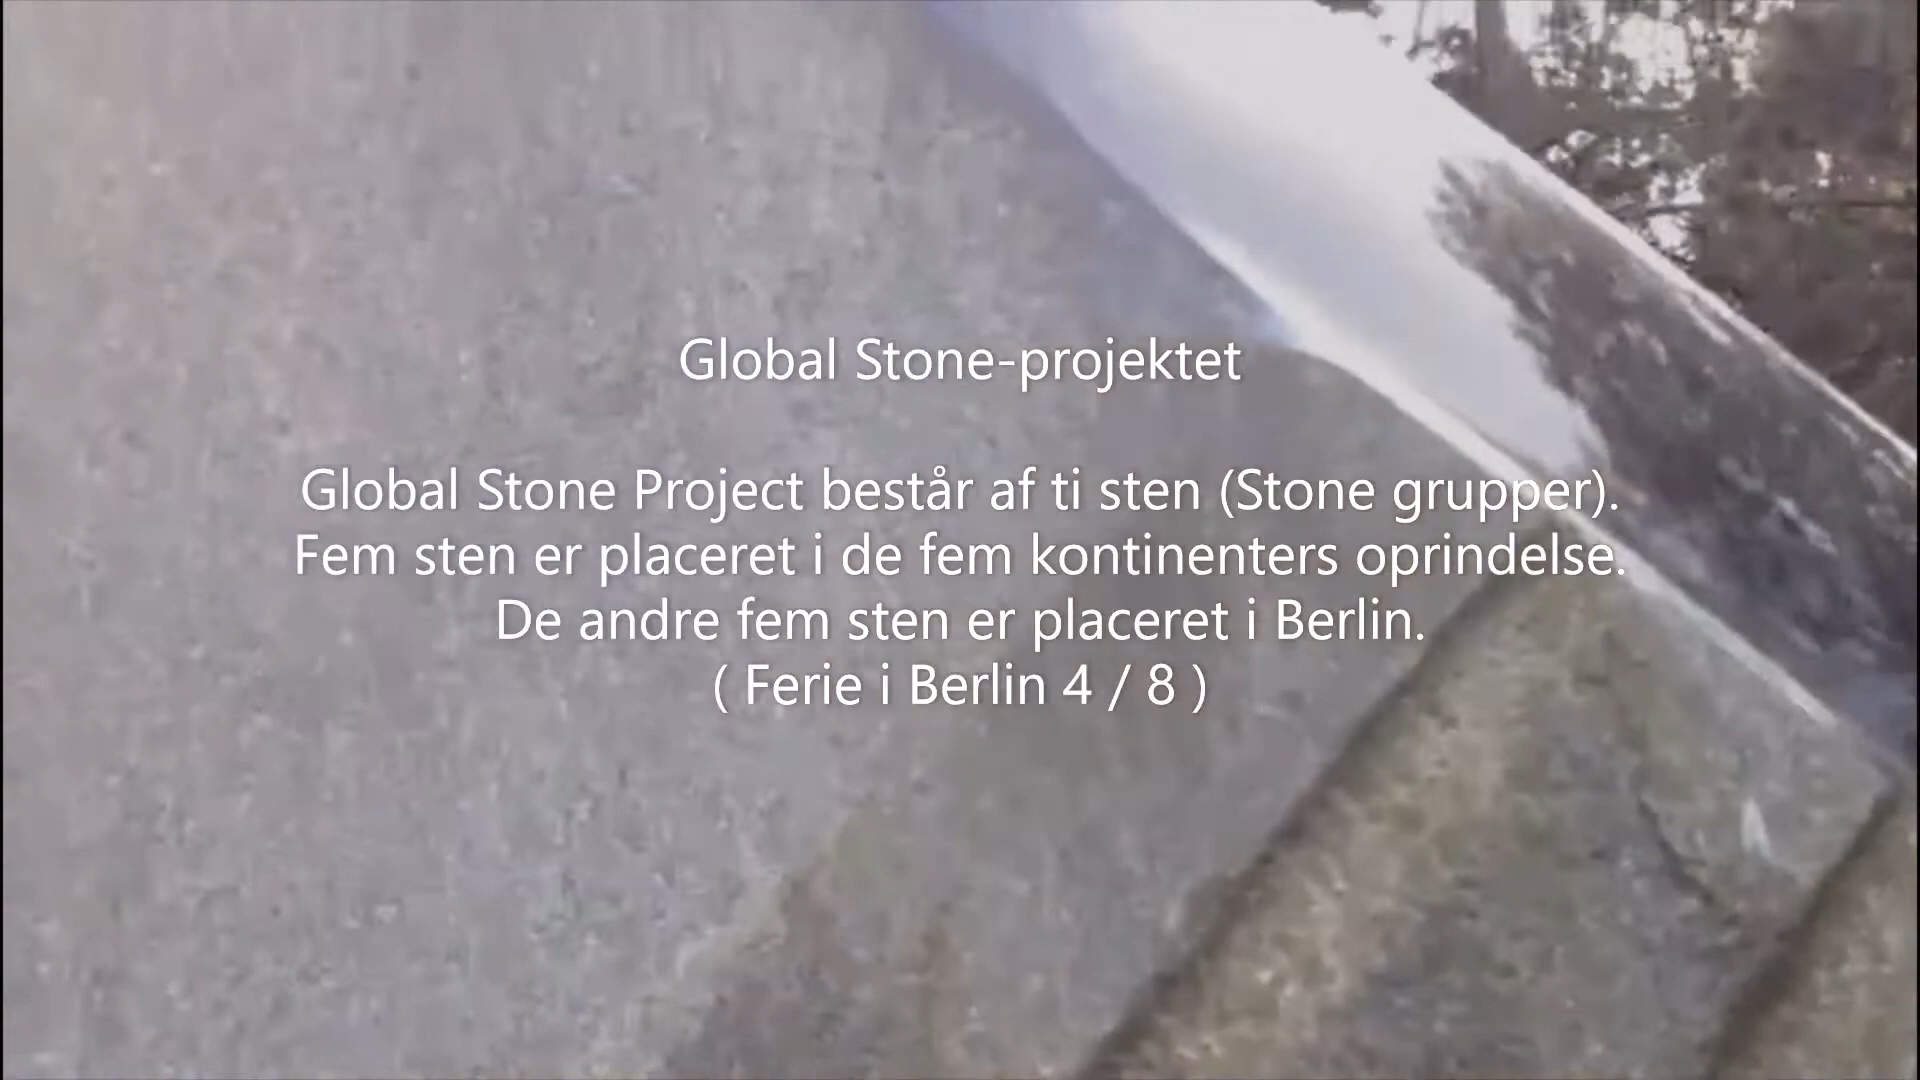 Global Stone-projektet
Global Stone Project består af ti sten (Stone grupper).
Fem sten er placeret i de fem kontinenters oprindelse.
De andre fem sten er placeret i Berlin.
( Ferie i Berlin 4 / 8 )